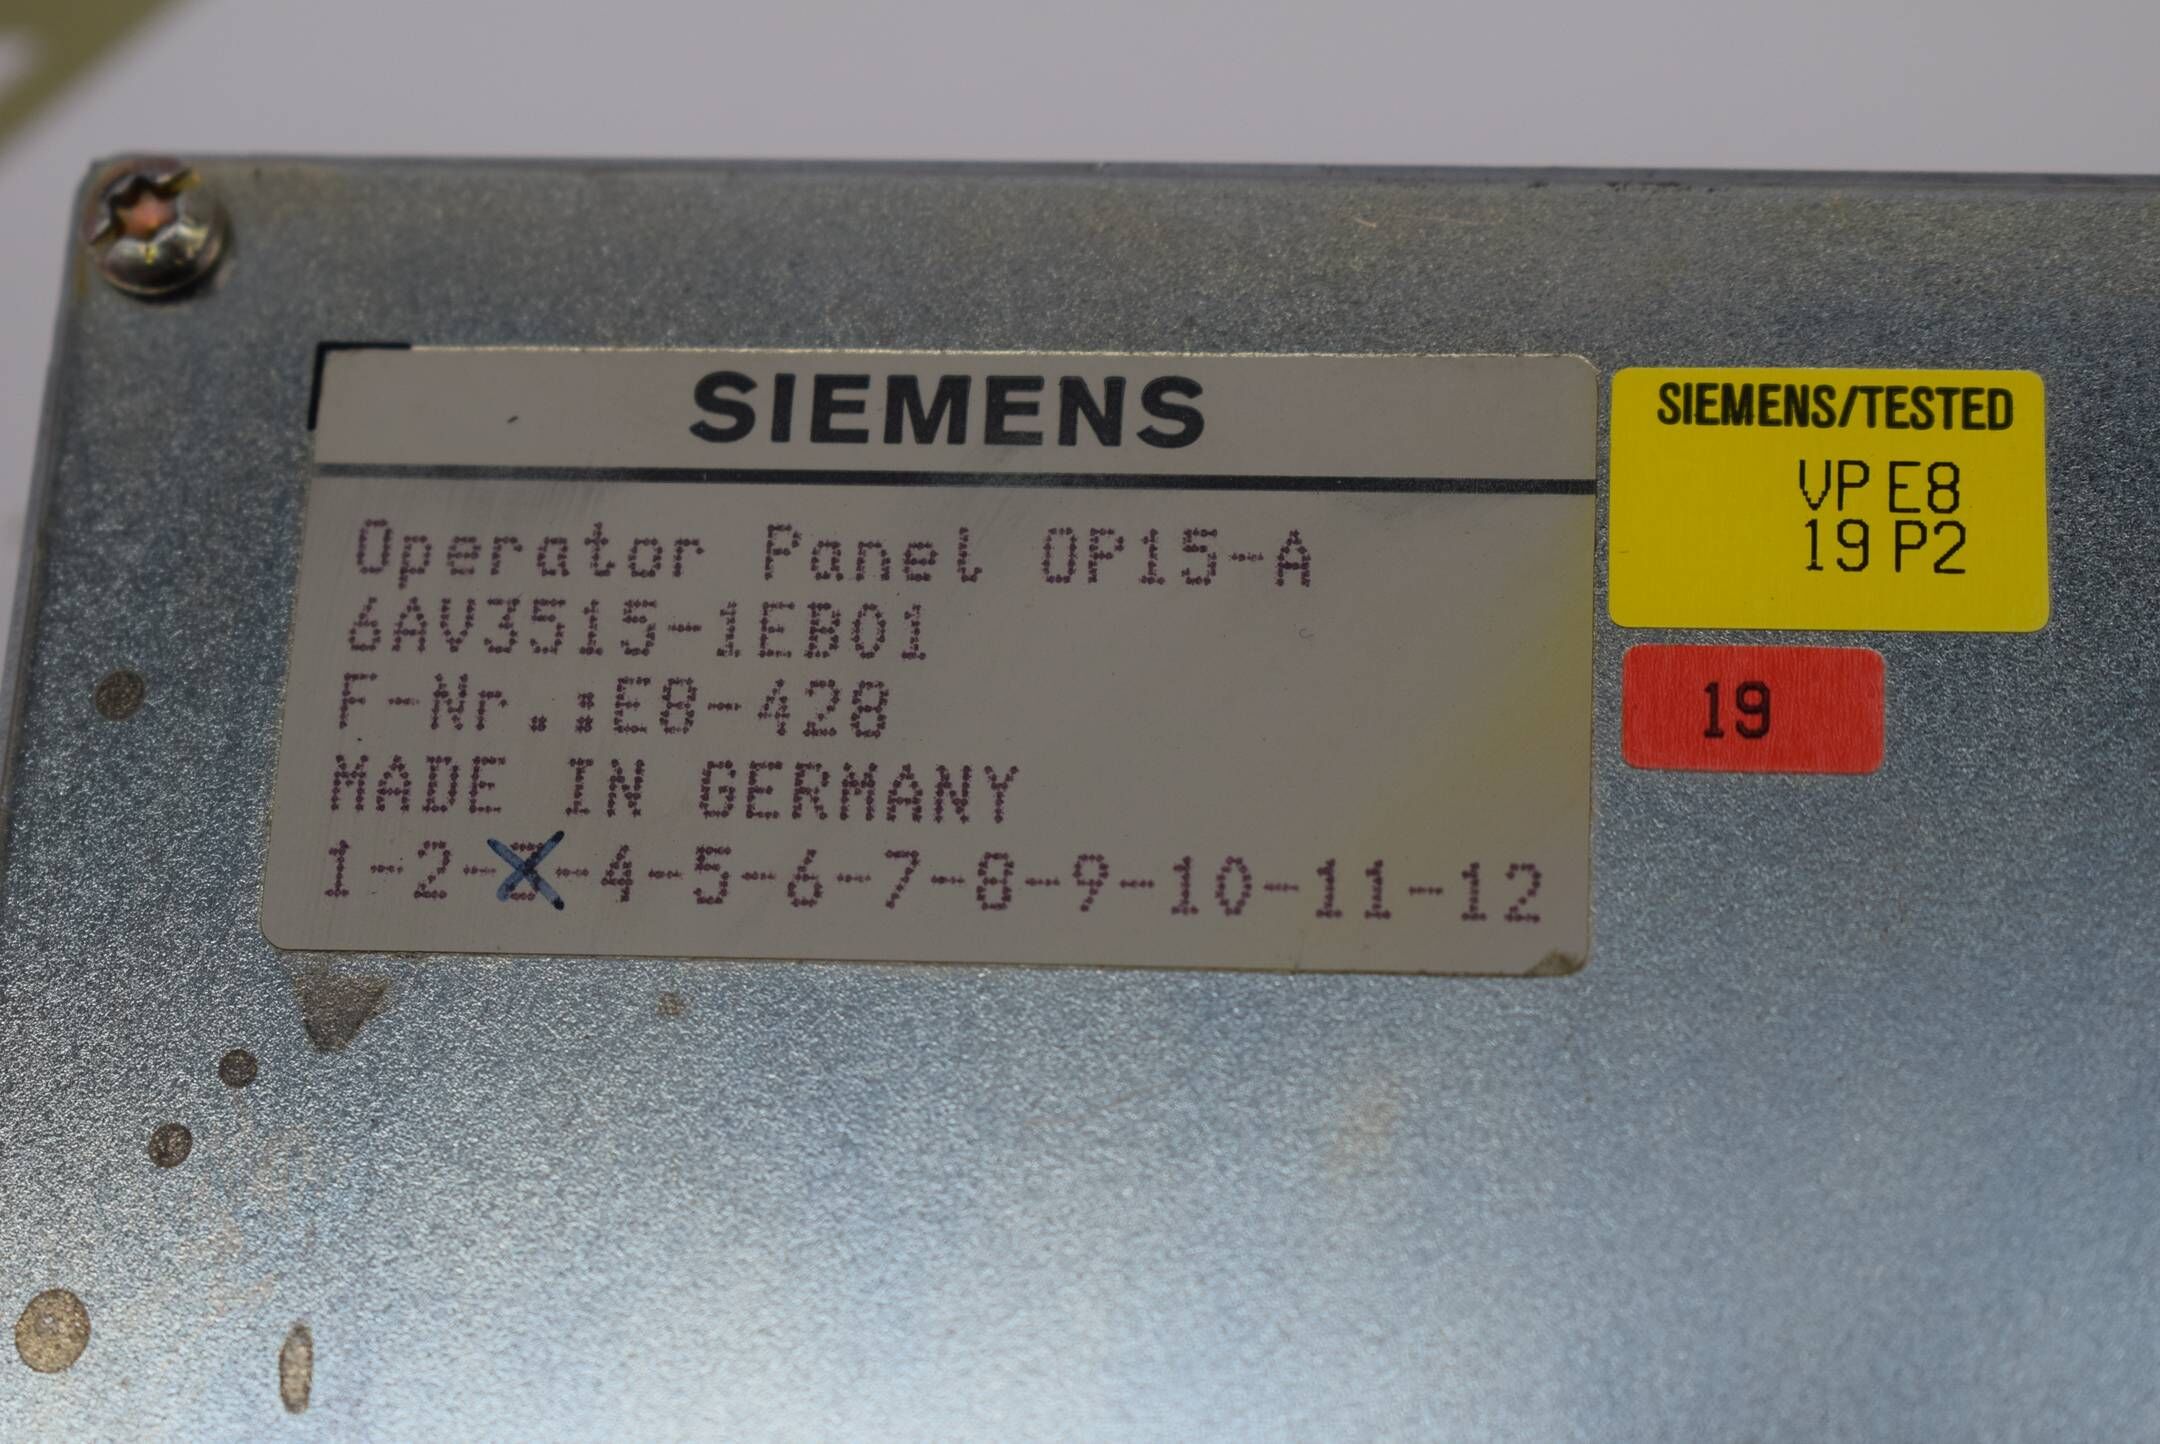 SIEMENS
Operator Panel OP15-A
6AV3515-1EB01
F-Nr.:E8-428
MADE IN GERMANY
1-2-3-4-5-6-7-8-9-10-11-12
SIEMENS/TESTED
VP E8
19 P2
19